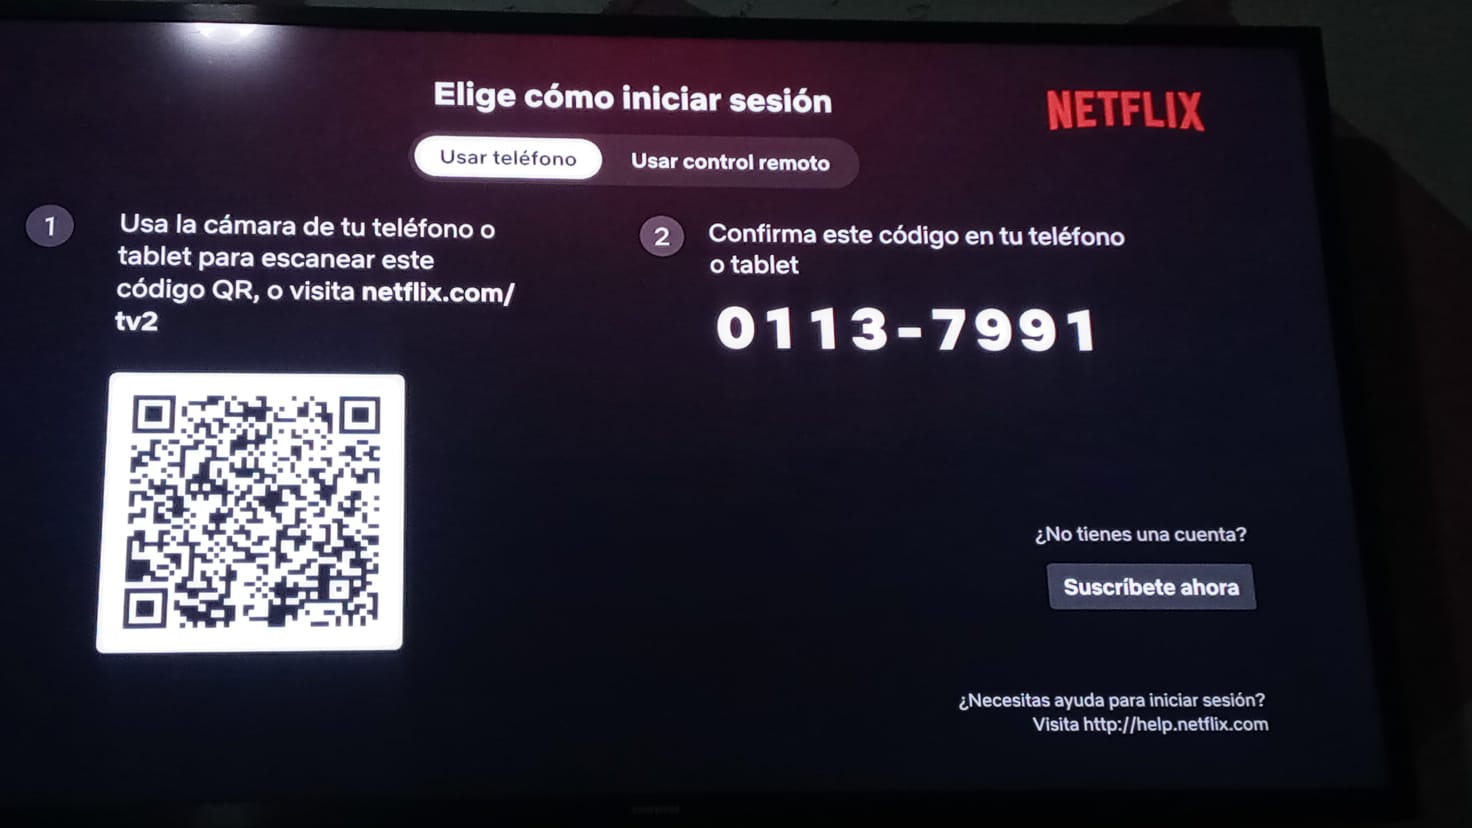 Elige cómo iniciar sesión
NETFLIX
Usar teléfono
Usar control remoto
1
Usa la cámara de tu teléfono o
tablet para escanear este
código QR, o visita netflix.com/
tv2
2
Confirma este código en tu teléfono
o tablet
0113-7991
¿No tienes una cuenta?
Suscríbete ahora
¿Necesitas ayuda para iniciar sesión?
Visita http://help.netflix.com